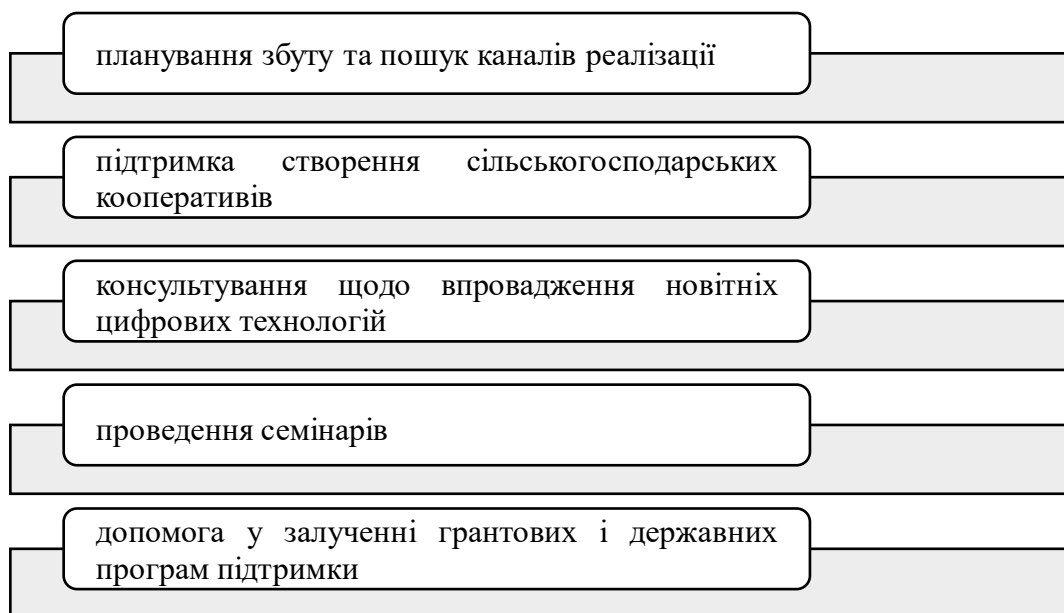 планування збуту та пошук каналів реалізації
підтримка створення сільськогосподарських
кооперативів
консультування щодо впровадження новітніх
цифрових технологій
проведення семінарів
допомога у залученні грантових і державних
програм підтримки